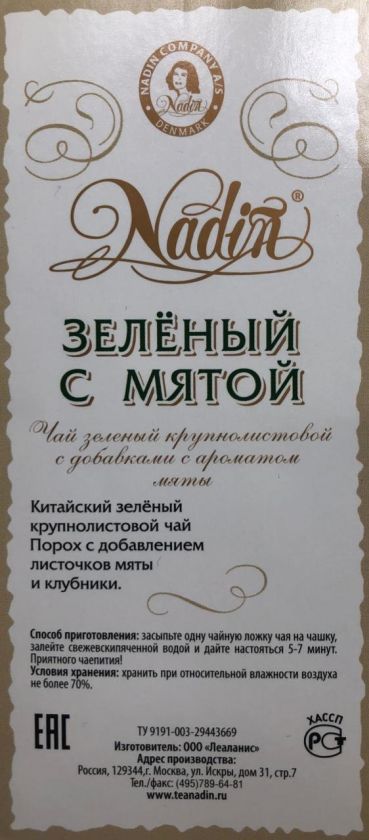 NADIN COMPANY A/S
Nadin
DENMARK
Nadin®
ЗЕЛЁНЫЙ
С МЯТОЙ
Чай зеленый крупнолистовой
с добавками с ароматом
мяты
Китайский зелёный
крупнолистовой чай
Порох с добавлением
листочков мяты
и клубники.
Способ приготовления: засыпьте одну чайную ложку чая на чашку,
залейте свежевскипяченной водой и дайте настояться 5-7 минут.
Приятного чаепития!
Условия хранения: хранить при относительной влажности воздуха
не более 70%.
ЕАС
ТУ 9191-003-29443669
Изготовитель: ООО «Леаланис»
Адрес производства:
Россия, 129344,г. Москва, ул. Искры, дом 31, стр.7
Тел./факс: (495)789-64-81
www.teanadin.ru
ХАССП
РСТ